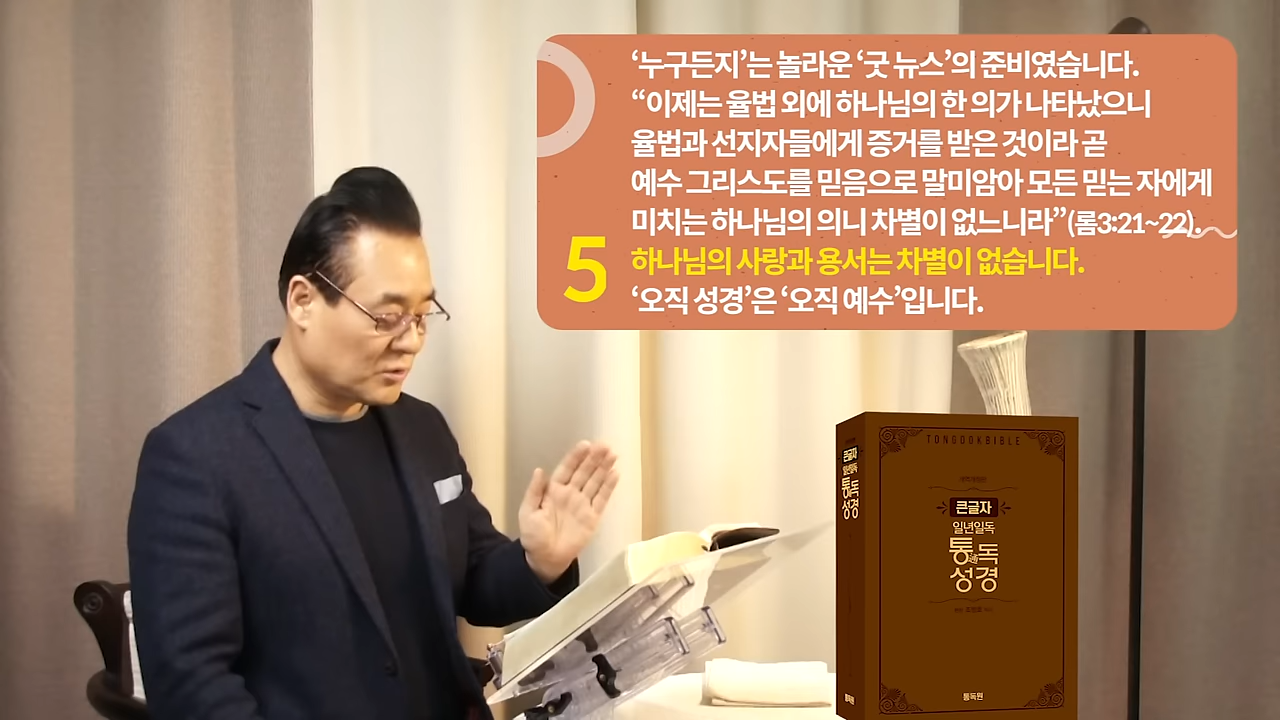 ‘누구든지’는 놀라운 ‘굿 뉴스’의 준비였습니다.
“이제는 율법 외에 하나님의 한 의가 나타났으니
율법과 선지자들에게 증거를 받은 것이라 곧
예수 그리스도를 믿음으로 말미암아 모든 믿는 자에게
미치는 하나님의 의니 차별이 없느니라”(롬3:21~22).
5 하나님의 사랑과 용서는 차별이 없습니다.
‘오직 성경’은 ‘오직 예수’입니다.
큰글자
일년일독
통독
성경
TONGDOKBIBLE
큰글자
일년일독
통독
성경
통독원
통독원